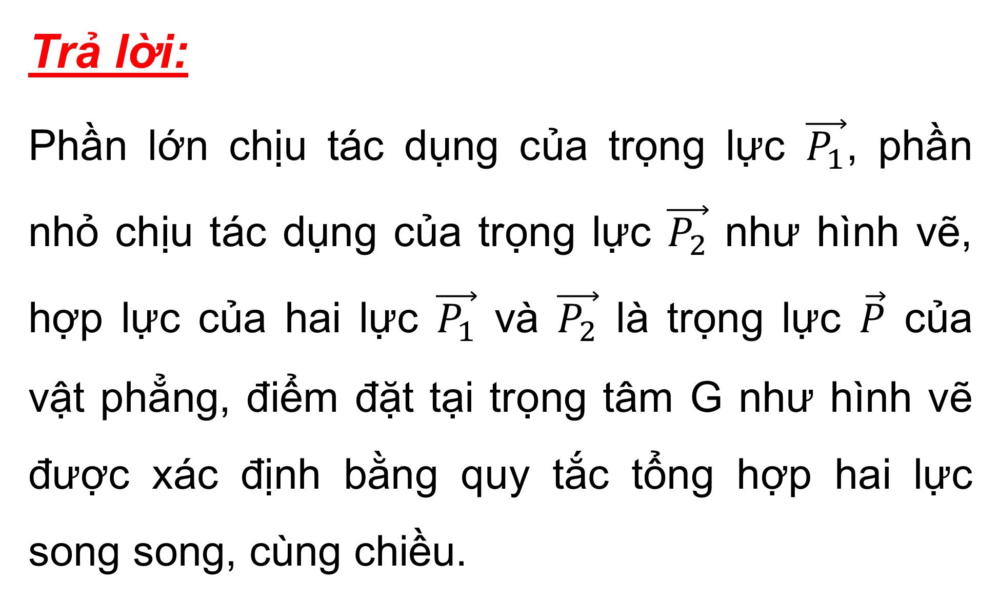 Trả lời:
Phần lớn chịu tác dụng của trọng lực $\overrightarrow{P_1}$, phần
nhỏ chịu tác dụng của trọng lực $\overrightarrow{P_2}$ như hình vẽ,
hợp lực của hai lực $\overrightarrow{P_1}$ và $\overrightarrow{P_2}$ là trọng lực $\vec{P}$ của
vật phẳng, điểm đặt tại trọng tâm G như hình vẽ
được xác định bằng quy tắc tổng hợp hai lực
song song, cùng chiều.